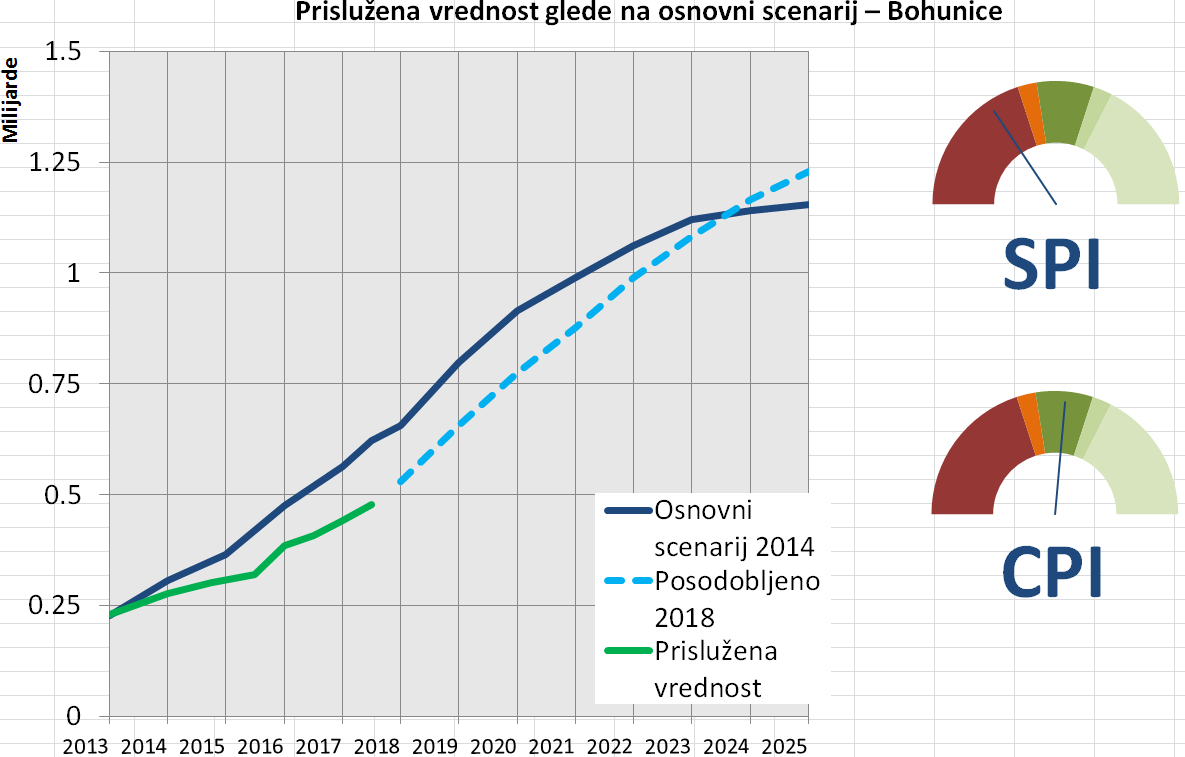 Prislužena vrednost glede na osnovni scenarij – Bohunice
Milijarde
1.5
1.25
1
0.75
0.5
0.25
0
2013 2014 2015 2016 2017 2018 2019 2020 2021 2022 2023 2024 2025
Osnovni
scenarij 2014
Posodobljeno
2018
Prislužena
vrednost
SPI
CPI